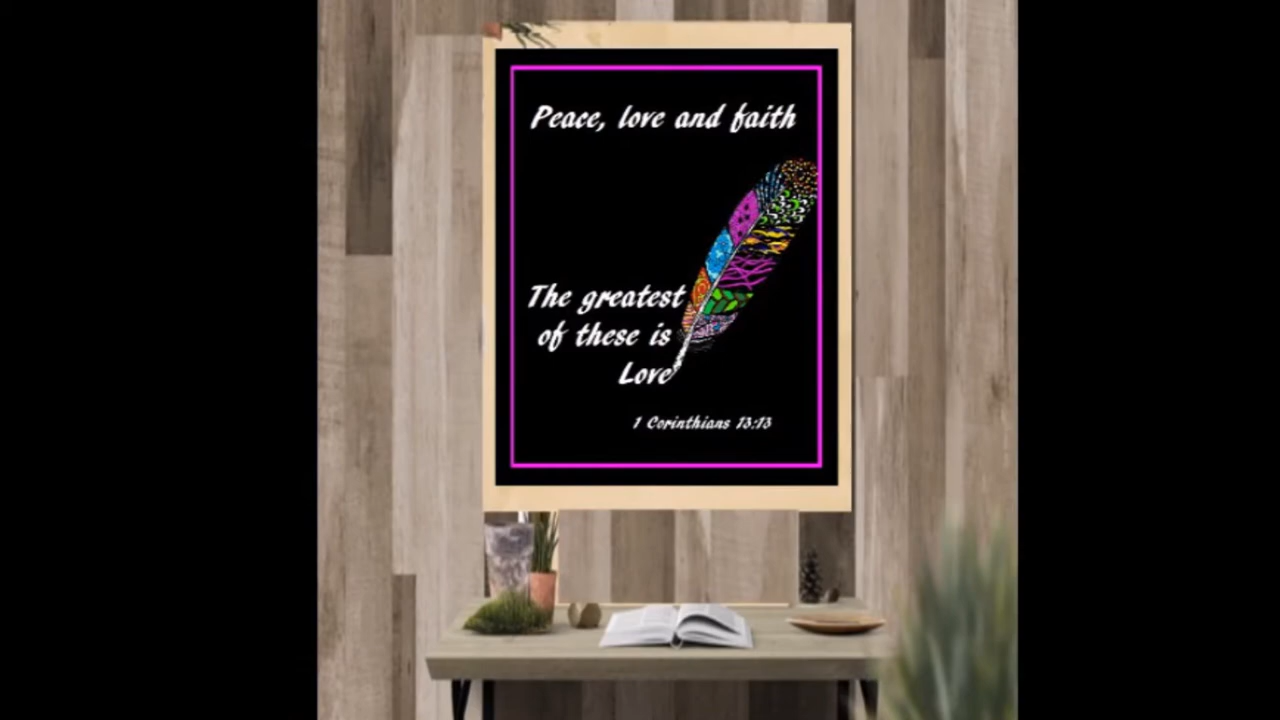 Peace, love and faith
The greatest
of these is
Love
1 Corinthians 13:13